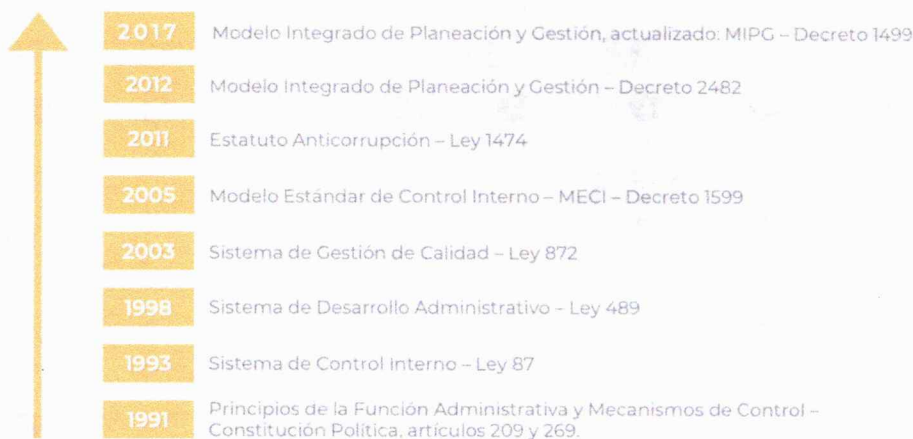 2.017 Modelo Integrado de Planeación y Gestión, actualizado: MIPG – Decreto 1499
2012 Modelo Integrado de Planeación y Gestión – Decreto 2482
2011 Estatuto Anticorrupción – Ley 1474
2005 Modelo Estándar de Control Interno – MECI – Decreto 1599
2003 Sistema de Gestión de Calidad – Ley 872
1998 Sistema de Desarrollo Administrativo – Ley 489
1993 Sistema de Control Interno – Ley 87
1991 Principios de la Función Administrativa y Mecanismos de Control –
Constitución Política, artículos 209 y 269.